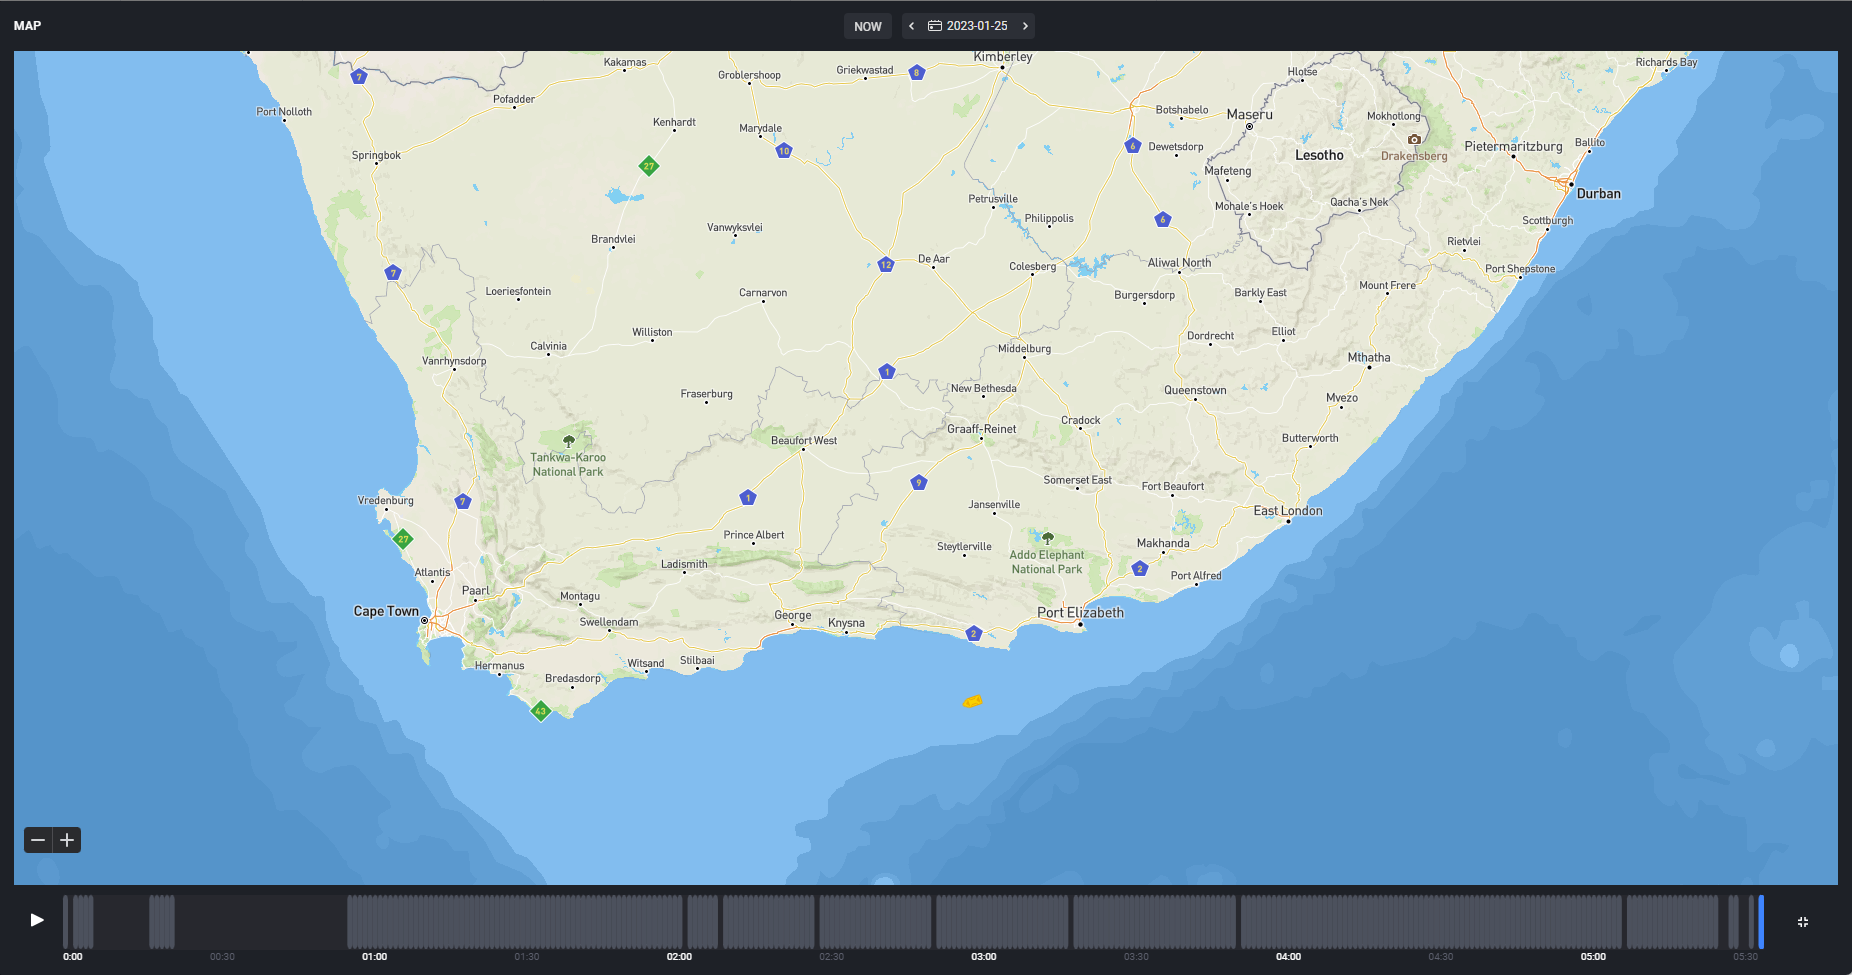 MAP
NOW
2023-01-25
Kimberley
Kakamas
Richards Bay
Griekwastad
8
Hlotse
Groblershoop
7
Pofadder
Port Nolloth
Botshabelo
Maseru
Mokhotlong
Kenhardt
Marydale
Drakensberg
Pietermaritzburg
Ballito
10
6
Dewetsdorp
Lesotho
Springbok
27
Mafeteng
Durban
Petrusville
Mohale's Hoek
Qacha's Nek
Philippolis
6
Scottburgh
Vanwyksvlei
Brandvlei
Rietvlei
De Aar
12
Colesberg
Aliwal North
Port Shepstone
7
Loeriesfontein
Carnarvon
Burgersdorp
Barkly East
Mount Frere
Williston
Elliot
Dordrecht
Calvinia
Middelburg
Mthatha
Vanrhynsdorp
1
New Bethesda
Queenstown
Fraserburg
Mvezo
Cradock
Graaff-Reinet
Beaufort West
Butterworth
Tankwa-Karoo
National Park
9
Somerset East
Fort Beaufort
1
Vredenburg
7
Jansenville
East London
Prince Albert
27
Steytlerville
Makhanda
Addo Elephant
National Park
Ladismith
2
Atlantis
Port Alfred
Paarl
Montagu
Cape Town
George
Knysna
Port Elizabeth
Swellendam
2
Hermanus
Witsand
Stilbaai
Bredasdorp
43
0:00
00:30
01:00
01:30
02:00
02:30
03:00
03:30
04:00
04:30
05:00
05:30